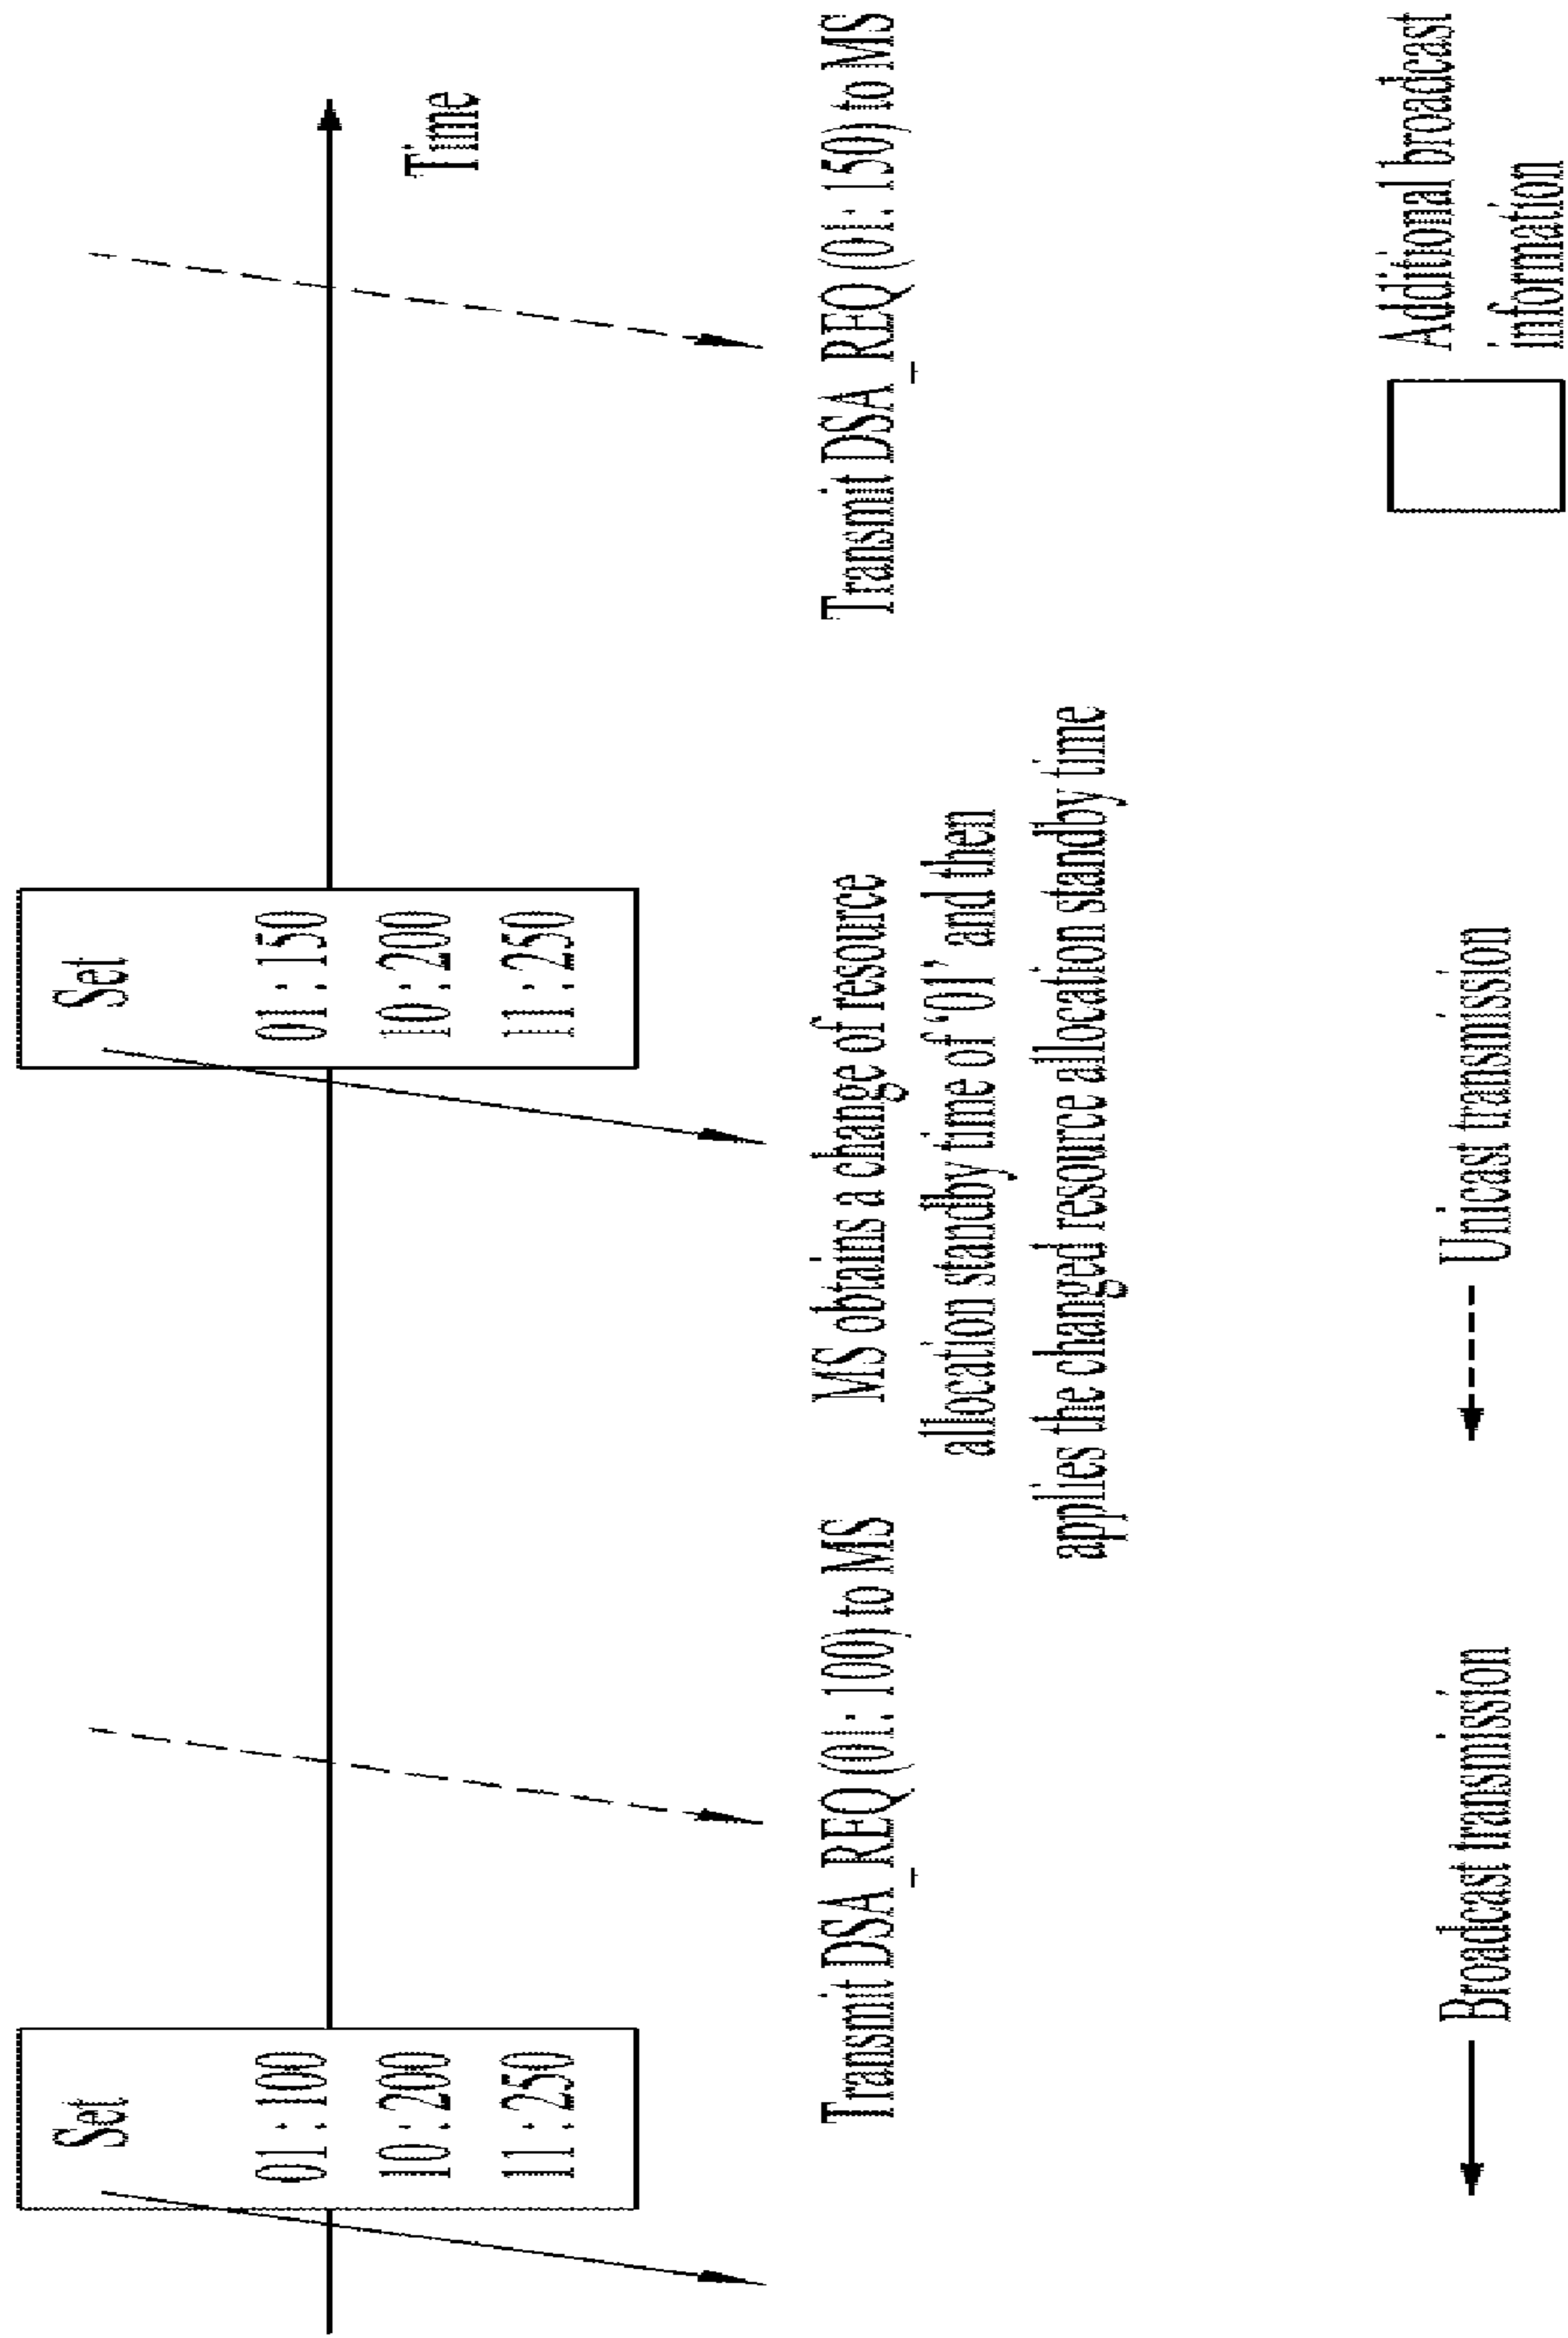 Set
01 : 100
10 : 200
11 : 250
Set
01 : 150
10 : 200
11 : 250
Time
Transmit DSA_REQ (01: 100) to MS
MS obtains a change of resource
allocation standby time of ‘01’ and then
applies the changed resource allocation standby time
Transmit DSA_REQ (01: 150) to MS
Broadcast transmission
Unicast transmission
Additional broadcast
information